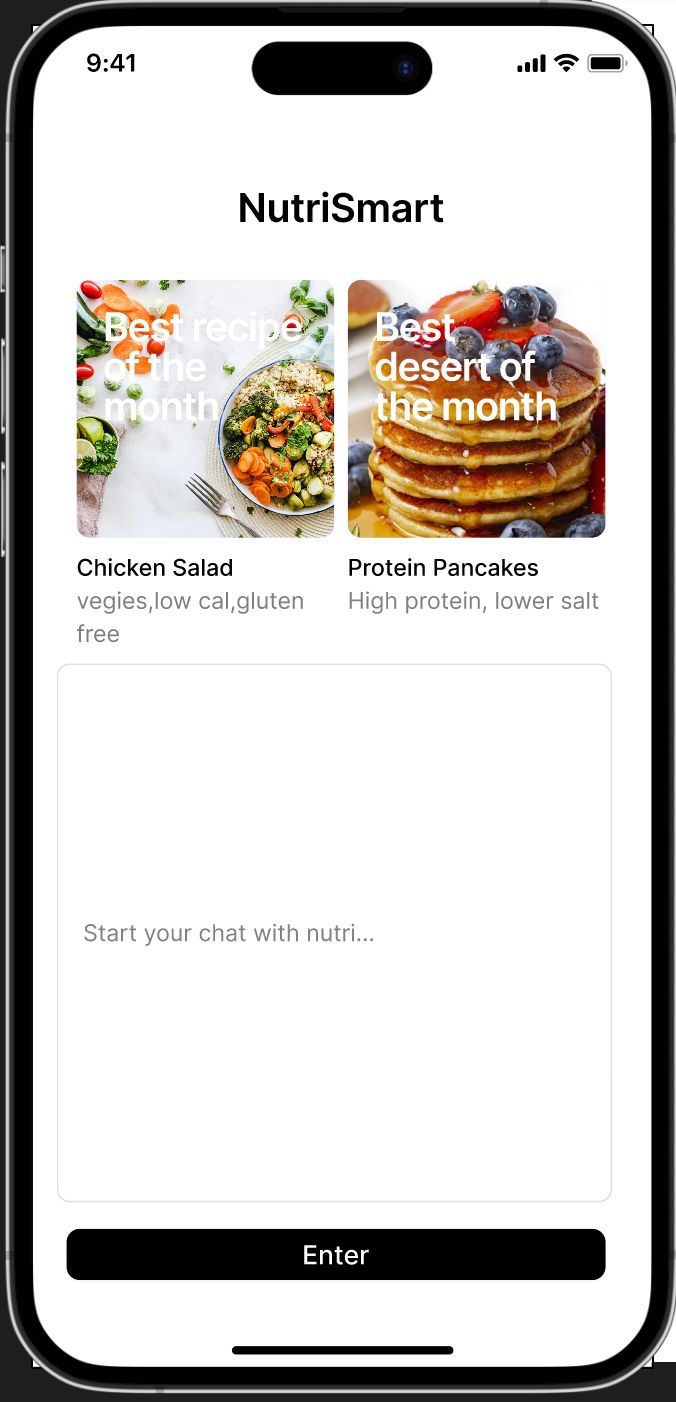 9:41
NutriSmart
Best recipe
of the
month
Best
desert of
the month
Chicken Salad
vegies,low cal,gluten
free
Protein Pancakes
High protein, lower salt
Start your chat with nutri...
Enter